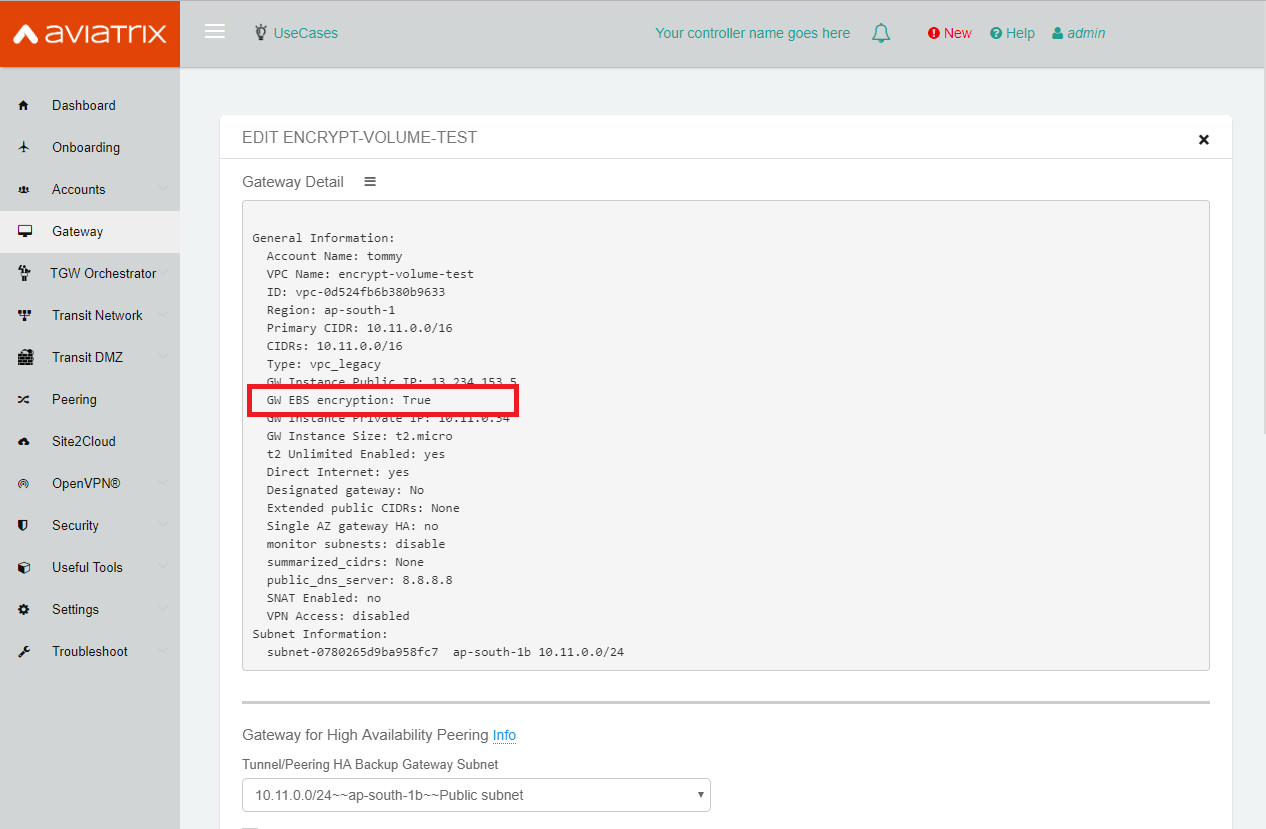 aviatrix
UseCases
Your controller name goes here
New
Help
admin
Dashboard
Onboarding
Accounts
Gateway
TGW Orchestrator
Transit Network
Transit DMZ
Peering
Site2Cloud
OpenVPN®
Security
Useful Tools
Settings
Troubleshoot
EDIT ENCRYPT-VOLUME-TEST
Gateway Detail
General Information:
Account Name: tommy
VPC Name: encrypt-volume-test
ID: vpc-0d524fb6b380b9633
Region: ap-south-1
Primary CIDR: 10.11.0.0/16
CIDRs: 10.11.0.0/16
Type: vpc_legacy
GW Instance Public IP: 13.234.153.5
GW EBS encryption: True
GW Instance Private IP: 10.11.0.34
GW Instance Size: t2.micro
t2 Unlimited Enabled: yes
Direct Internet: yes
Designated gateway: No
Extended public CIDRs: None
Single AZ gateway HA: no
monitor subnests: disable
summarized_cidrs: None
public_dns_server: 8.8.8.8
SNAT Enabled: no
VPN Access: disabled
Subnet Information:
subnet-0780265d9ba958fc7 ap-south-1b 10.11.0.0/24
Gateway for High Availability Peering Info
Tunnel/Peering HA Backup Gateway Subnet
10.11.0.0/24~~ap-south-1b~~Public subnet